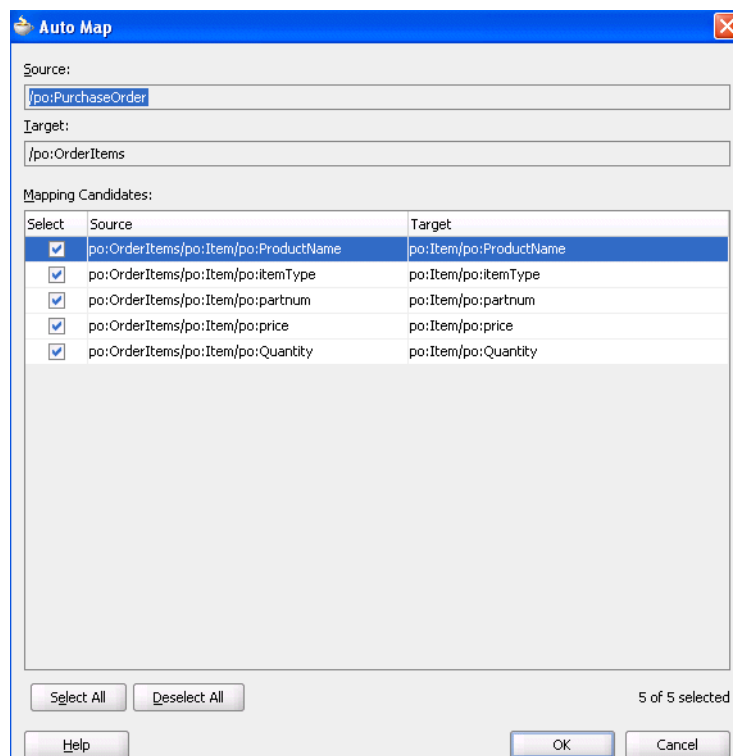 Auto Map
Source:
/po:PurchaseOrder
Target:
/po:OrderItems
Mapping Candidates:
Select Source Target
po:OrderItems/po:Item/po:ProductName po:Item/po:ProductName
po:OrderItems/po:Item/po:itemType po:Item/po:itemType
po:OrderItems/po:Item/po:partnum po:Item/po:partnum
po:OrderItems/po:Item/po:price po:Item/po:price
po:OrderItems/po:Item/po:Quantity po:Item/po:Quantity
Select All Deselect All 5 of 5 selected
Help OK Cancel